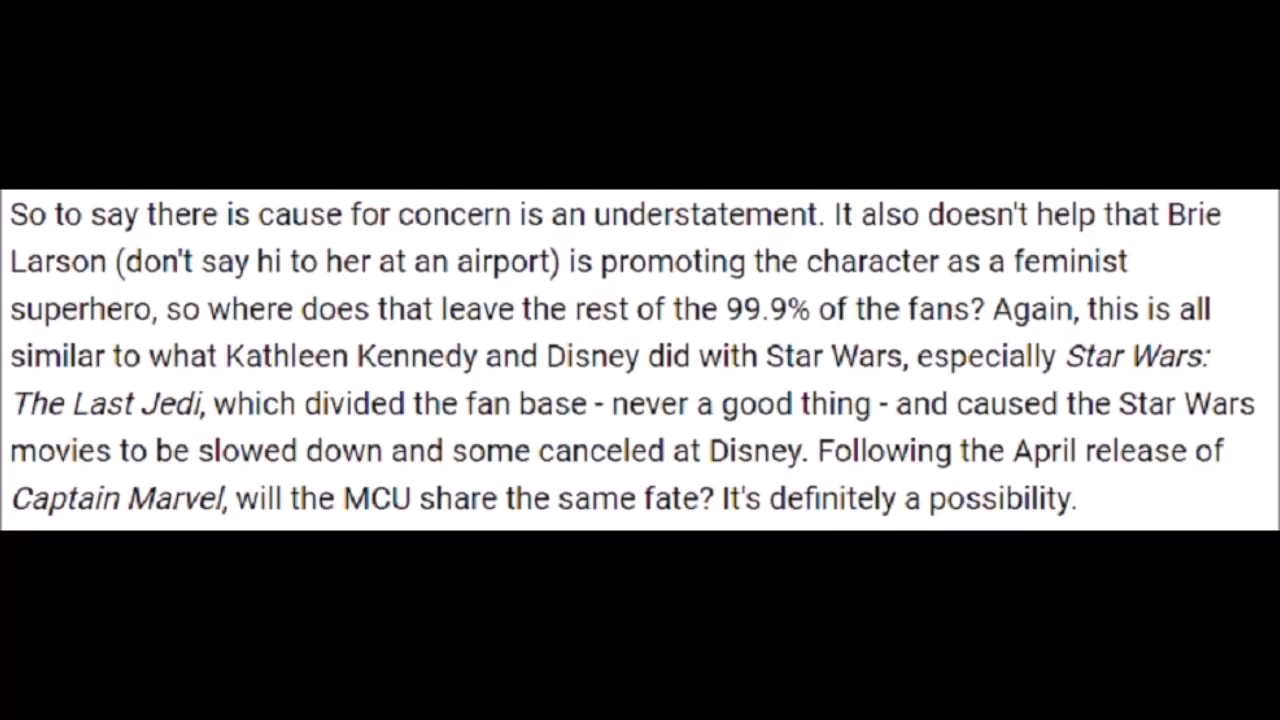 So to say there is cause for concern is an understatement. It also doesn't help that Brie
Larson (don't say hi to her at an airport) is promoting the character as a feminist
superhero, so where does that leave the rest of the 99.9% of the fans? Again, this is all
similar to what Kathleen Kennedy and Disney did with Star Wars, especially Star Wars:
The Last Jedi, which divided the fan base - never a good thing - and caused the Star Wars
movies to be slowed down and some canceled at Disney. Following the April release of
Captain Marvel, will the MCU share the same fate? It's definitely a possibility.